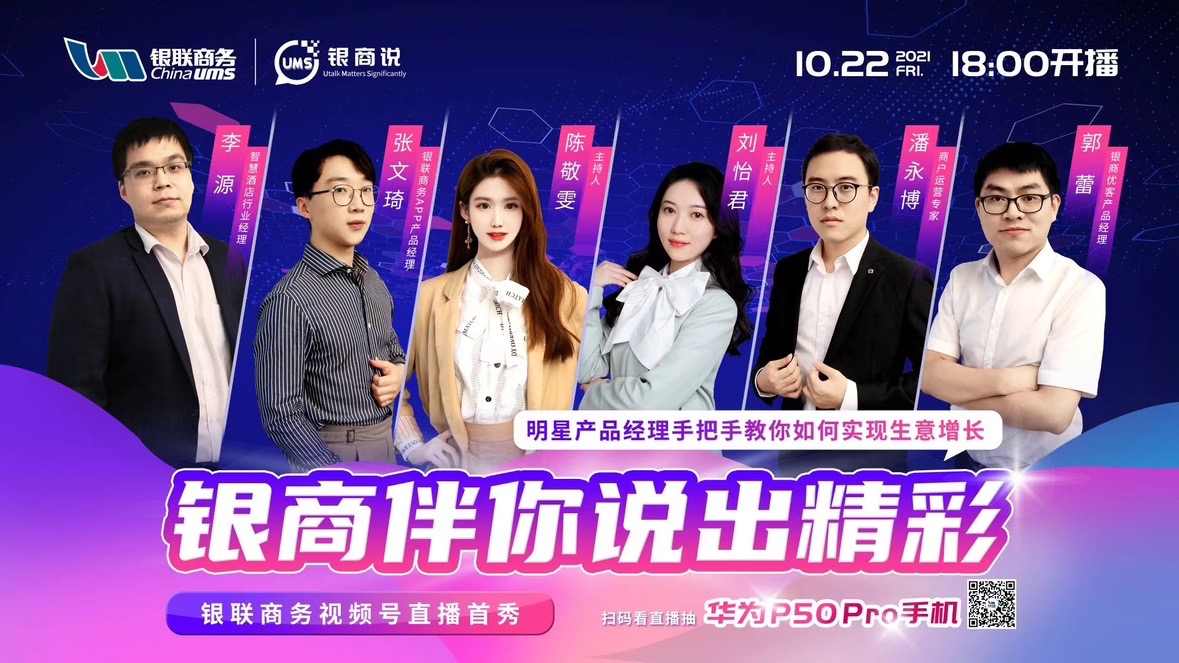 银联商务
China ums
UMS
银商说
Utalk Matters Significantly
10.22
2021
FRI.
18:00开播
李源
智慧酒店行业经理
张文琦
银联商务APP产品经理
陈敬雯
主持人
刘怡君
主持人
潘永博
商户运营专家
郭蕾
银商优客产品经理
明星产品经理手把手教你如何实现生意增长
银商伴你说出精彩
银联商务视频号直播首秀
扫码看直播抽 华为P50 Pro手机